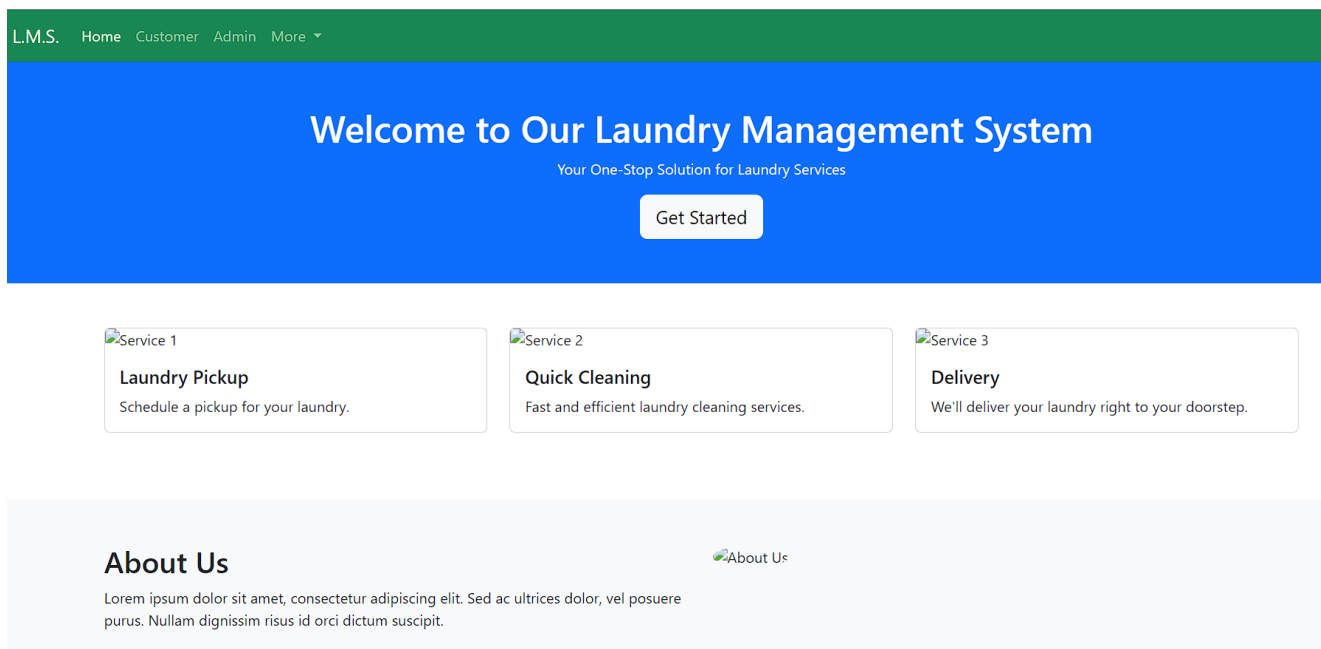 L.M.S. Home Customer Admin More
Welcome to Our Laundry Management System
Your One-Stop Solution for Laundry Services
Get Started
Service 1
Laundry Pickup
Schedule a pickup for your laundry.
Service 2
Quick Cleaning
Fast and efficient laundry cleaning services.
Service 3
Delivery
We'll deliver your laundry right to your doorstep.
About Us
Lorem ipsum dolor sit amet, consectetur adipiscing elit. Sed ac ultrices dolor, vel posuere
purus. Nullam dignissim risus id orci dictum suscipit.
About Us